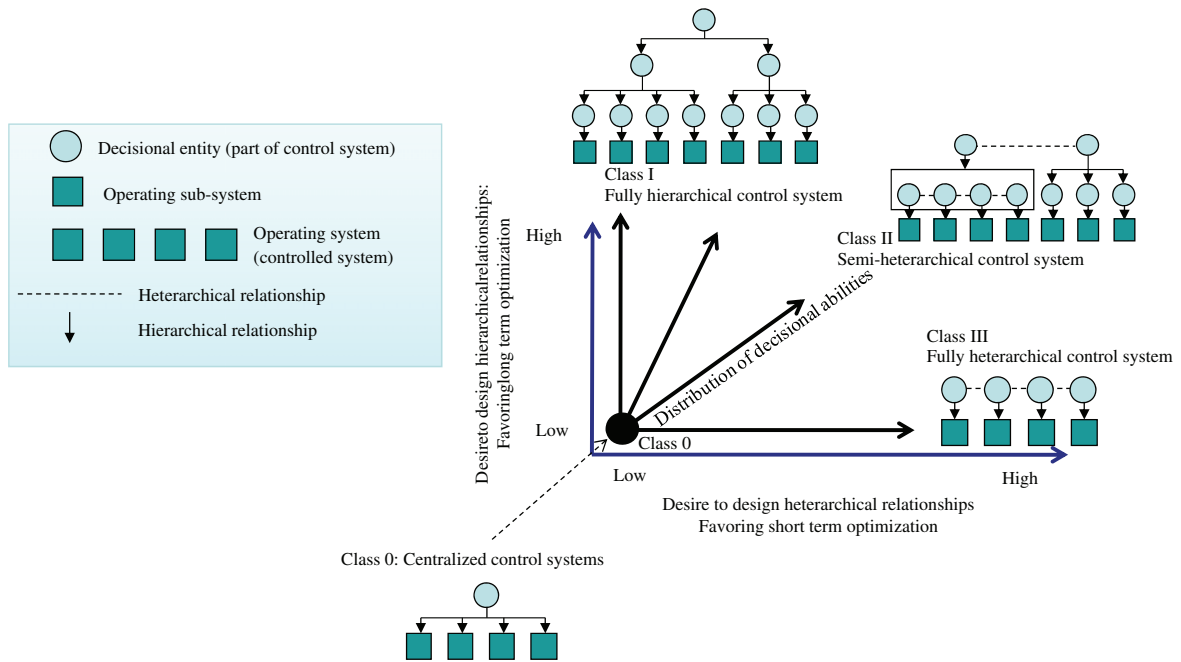 Class I
Fully hierarchical control system
Decisional entity (part of control system)
Operating sub-system
Operating system
(controlled system)
Heterarchical relationship
Hierarchical relationship
Class II
Semi-heterarchical control system
Class III
Fully heterarchical control system
Desireto design hierarchicalrelationships:
Favoringlong term optimization
High
Low
Distribution of decisional abilities
Class 0
Low
High
Desire to design heterarchical relationships
Favoring short term optimization
Class 0: Centralized control systems